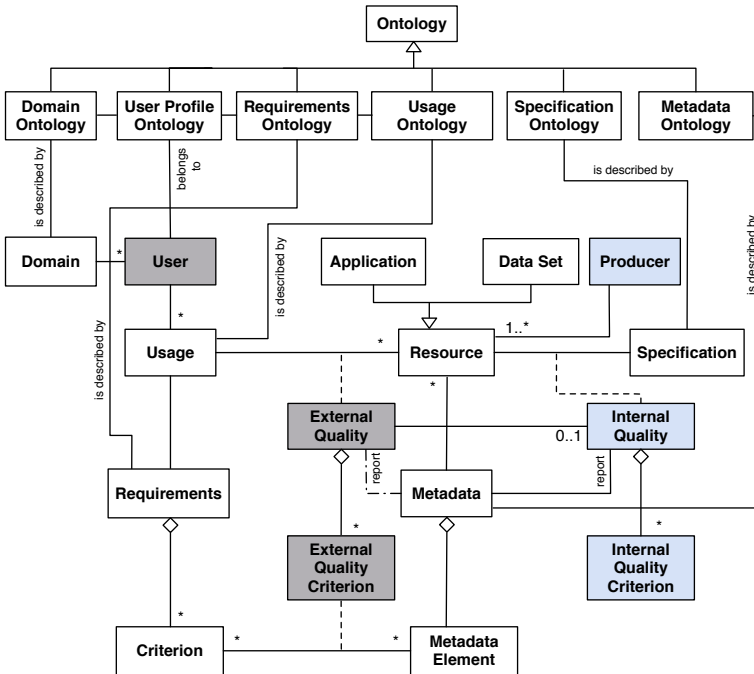 Ontology
Domain
Ontology
User Profile
Ontology
Requirements
Ontology
Usage
Ontology
Specification
Ontology
Metadata
Ontology
is described by
belongs
to
is described by
Domain
*
User
is described by
Application
Data Set
Producer
is described by
*
1..*
Usage
*
Resource
Specification
is described by
*
External
Quality
0..1
Internal
Quality
report
report
Requirements
Metadata
*
*
External
Quality
Criterion
Internal
Quality
Criterion
*
*
*
Criterion
Metadata
Element